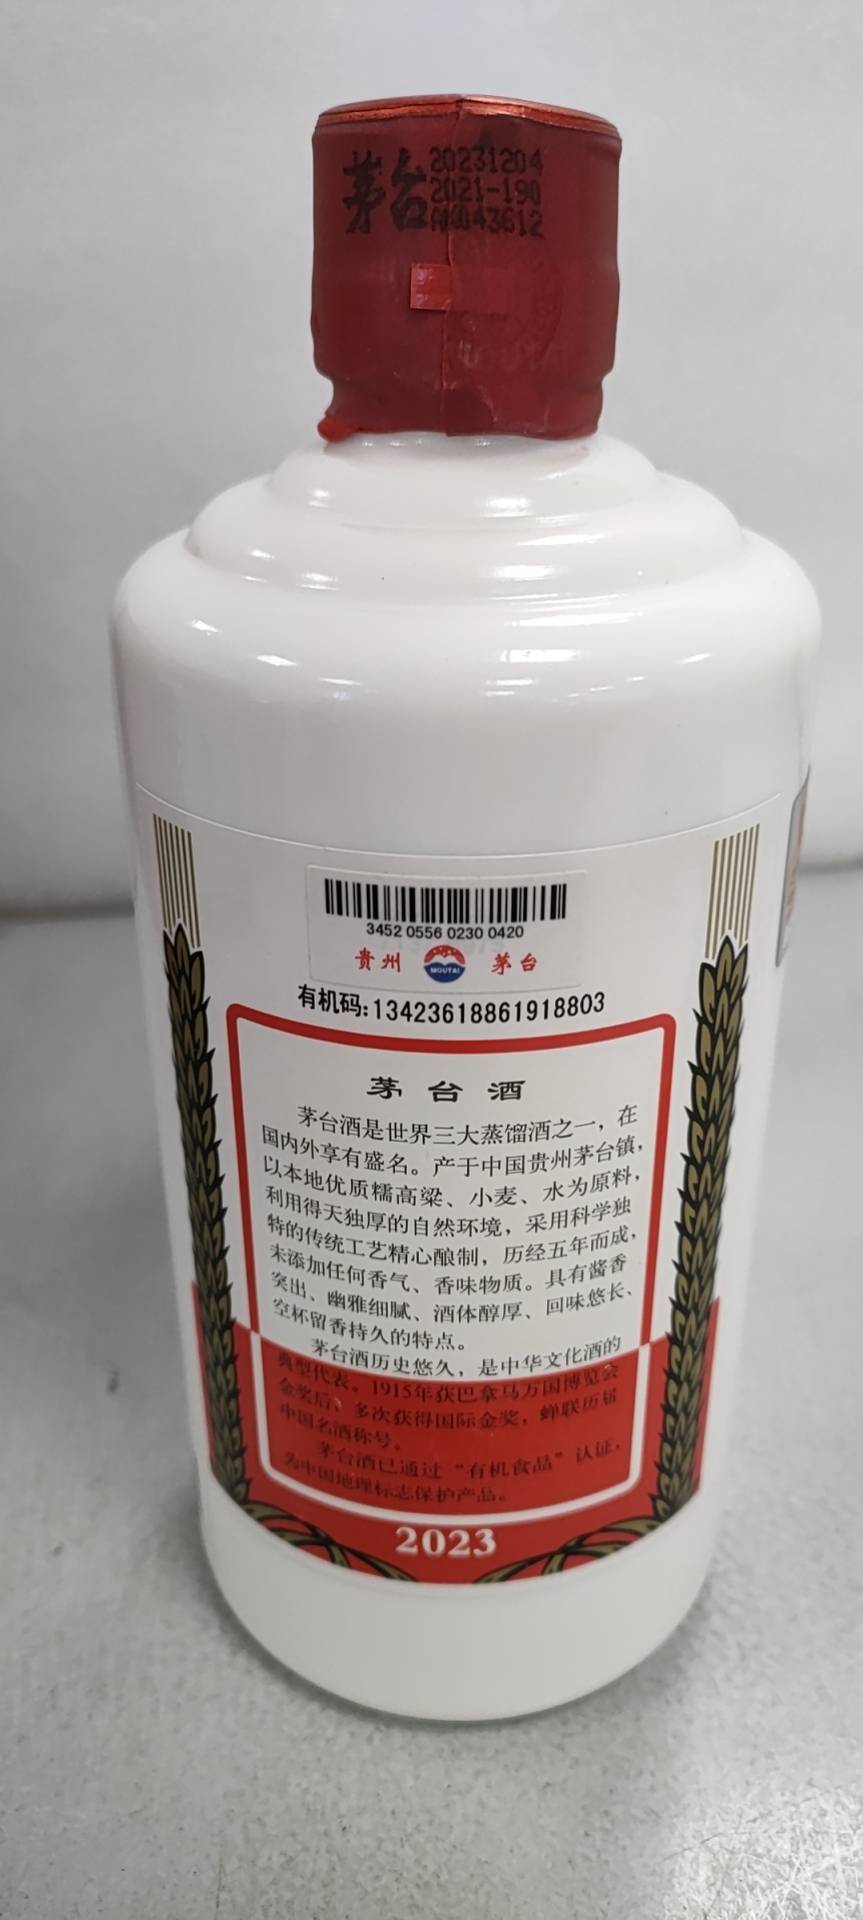 茅台
20231204
2021-190
AK043612
3452 0556 0230 0420
贵州
MOUTAI
茅台
有机码:13423618861918803
茅台酒
茅台酒是世界三大蒸馏酒之一，在
国内外享有盛名。产于中国贵州茅台镇，
以本地优质糯高粱、小麦、水为原料，
利用得天独厚的自然环境，采用科学独
特的传统工艺精心酿制，历经五年而成，
未添加任何香气、香味物质。具有酱香
突出、幽雅细腻、酒体醇厚、回味悠长、
空杯留香持久的特点。
茅台酒历史悠久，是中华文化酒的
典型代表。1915年获巴拿马万国博览会
金奖后，多次获得国际金奖，蝉联历届
中国名酒称号。
茅台酒已通过“有机食品”认证，
为中国地理标志保护产品。
2023